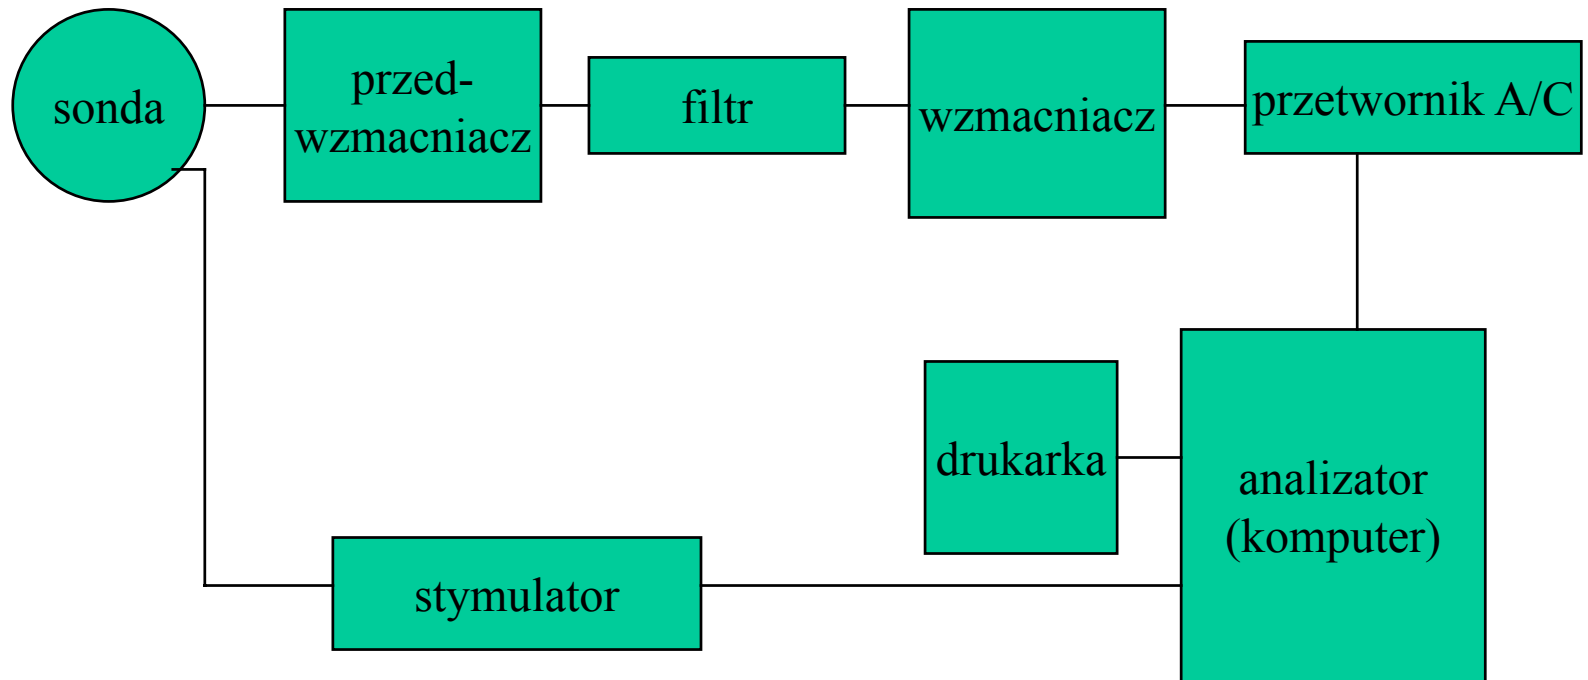 sonda
przed-
wzmacniacz
filtr
wzmacniacz
przetwornik A/C
drukarka
analizator
(komputer)
stymulator